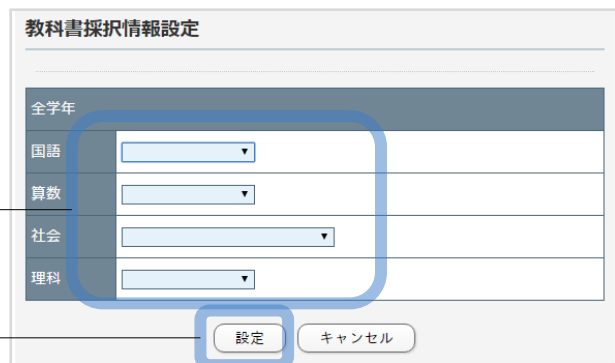 教科書採択情報設定
全学年
国語
算数
社会
理科
設定 キャンセル